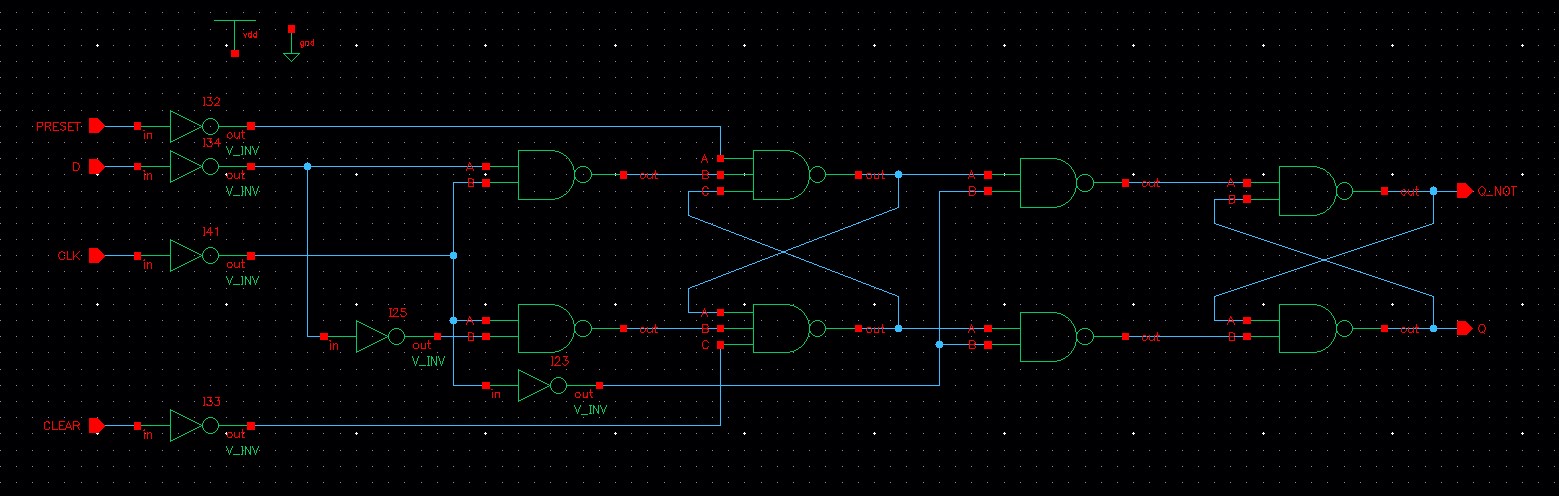 vdd
gnd
I32
PRESET
in
out
V_INV
I34
D
in
out
V_INV
A
B
out
A
B
C
out
A
B
out
A
B
out
Q_NOT
I41
CLK
in
out
V_INV
I25
in
out
V_INV
A
B
out
A
B
C
out
A
B
out
A
B
out
Q
I23
in
out
V_INV
I33
CLEAR
in
out
V_INV